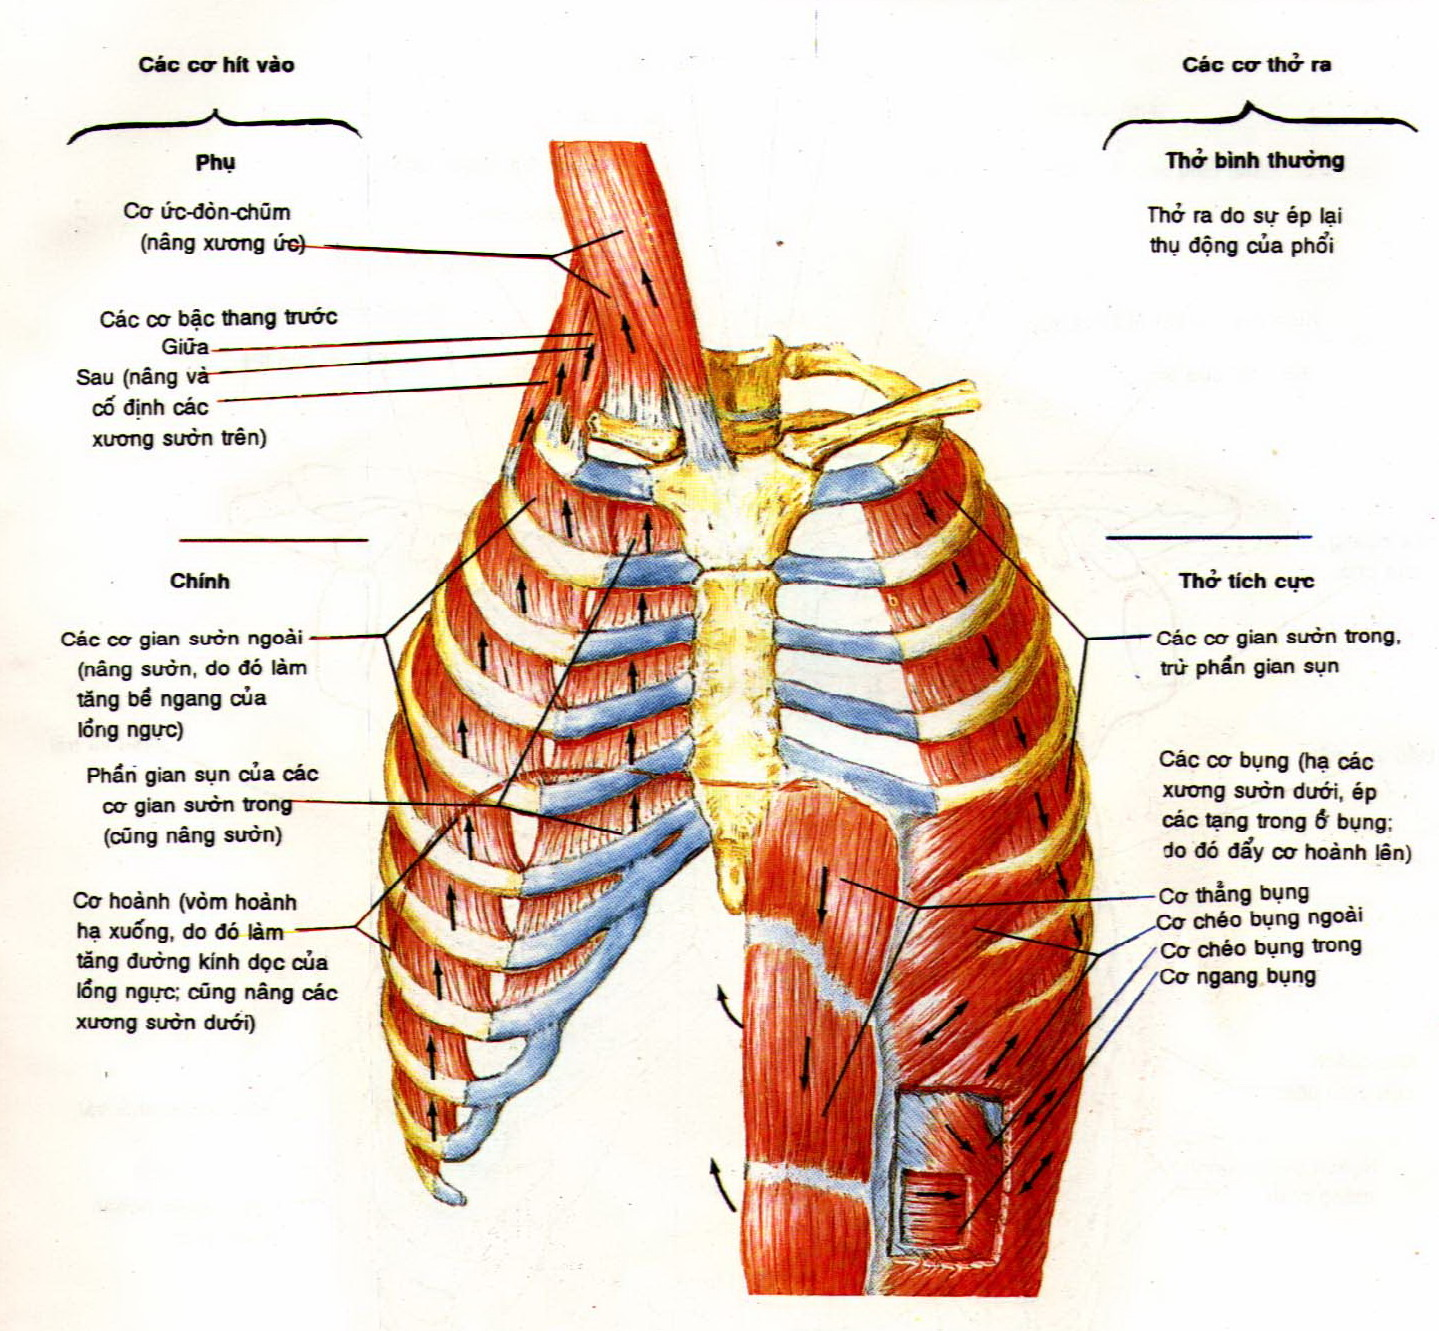 Các cơ hít vào
Phụ
Cơ ức-đòn-chũm
(nâng xương ức)
Các cơ bậc thang trước
Giữa
Sau (nâng và
cố định các
xương sườn trên)
Chính
Các cơ gian sườn ngoài
(nâng sườn, do đó làm
tăng bề ngang của
lồng ngực)
Phần gian sụn của các
cơ gian sườn trong
(cũng nâng sườn)
Cơ hoành (vòm hoành
hạ xuống, do đó làm
tăng đường kính dọc của
lồng ngực; cũng nâng các
xương sườn dưới)
Các cơ thở ra
Thở bình thường
Thở ra do sự ép lại
thụ động của phổi
Thở tích cực
Các cơ gian sườn trong,
trừ phần gian sụn
Các cơ bụng (hạ các
xương sườn dưới, ép
các tạng trong ổ bụng;
do đó đẩy cơ hoành lên)
Cơ thẳng bụng
Cơ chéo bụng ngoài
Cơ chéo bụng trong
Cơ ngang bụng